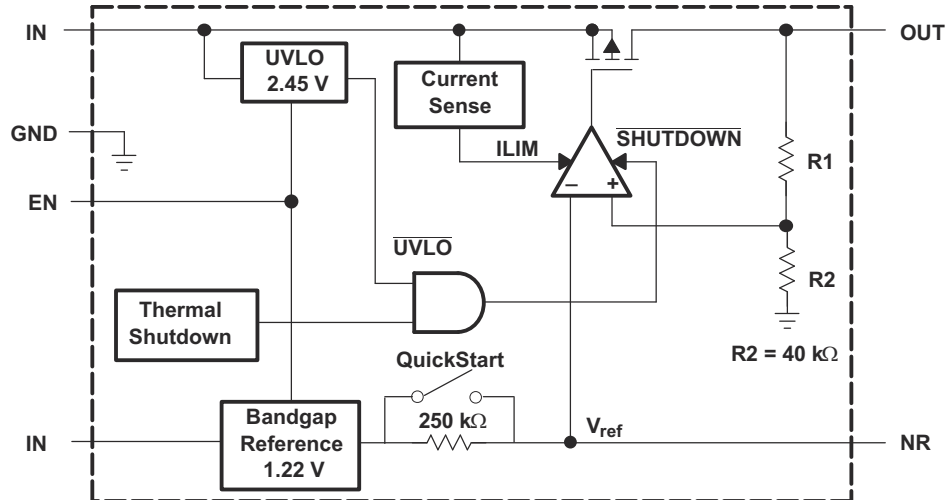 IN
OUT
UVLO
2.45 V
Current
Sense
GND
ILIM
SHUTDOWN
R1
− +
EN
UVLO
R2
Thermal
Shutdown
R2 = 40 kΩ
QuickStart
250 kΩ
Bandgap
Reference
1.22 V
IN
Vref
NR